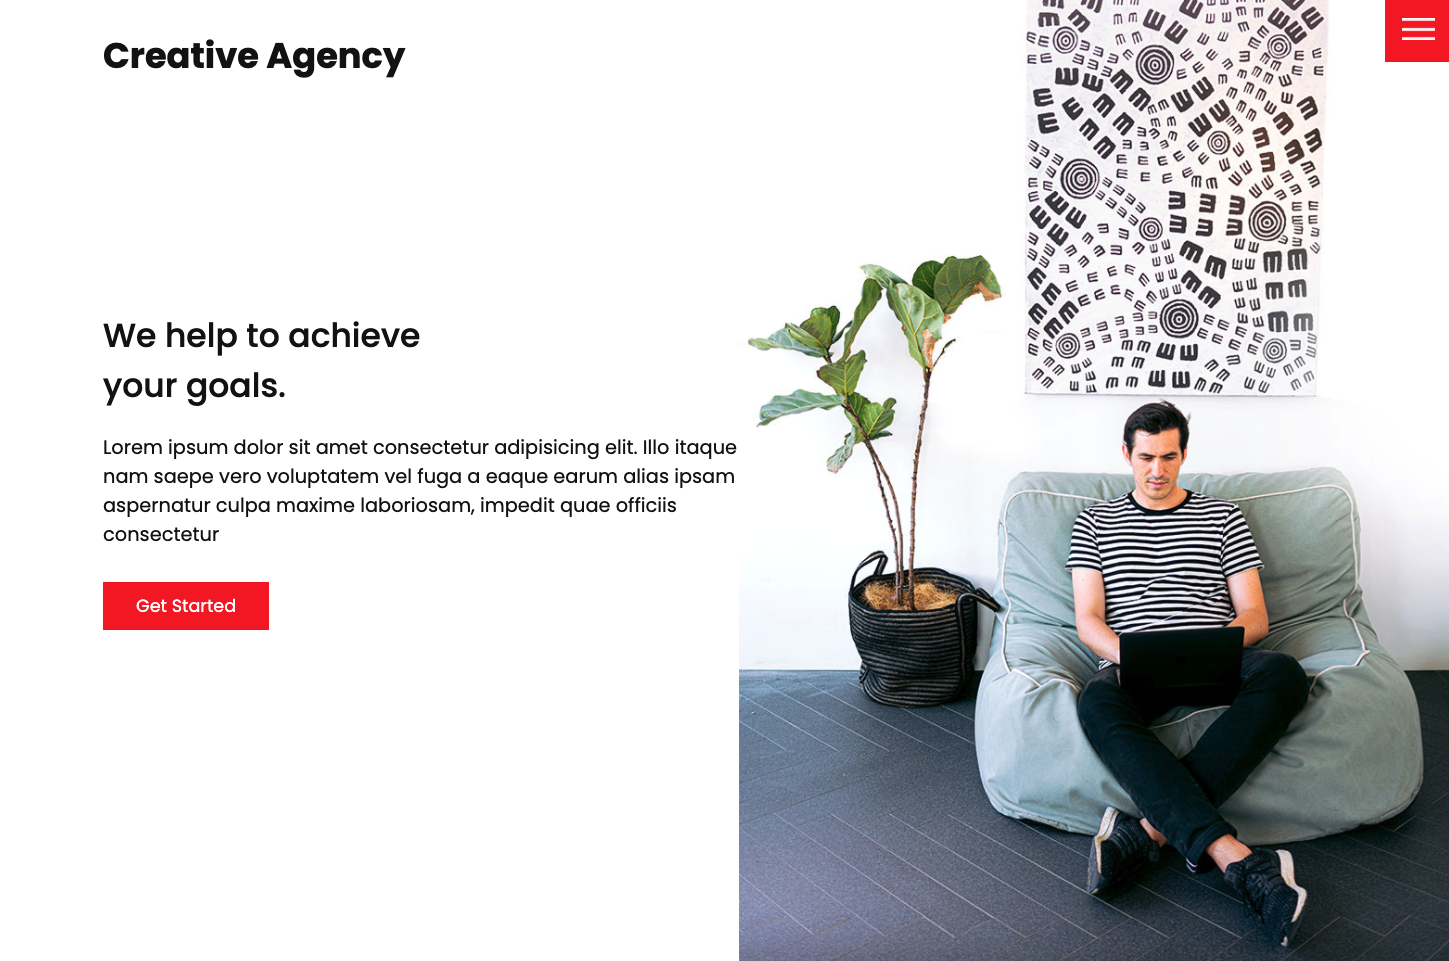 Creative Agency
We help to achieve
your goals.
Lorem ipsum dolor sit amet consectetur adipisicing elit. Illo itaque
nam saepe vero voluptatem vel fuga a eaque earum alias ipsam
aspernatur culpa maxime laboriosam, impedit quae officiis
consectetur
Get Started